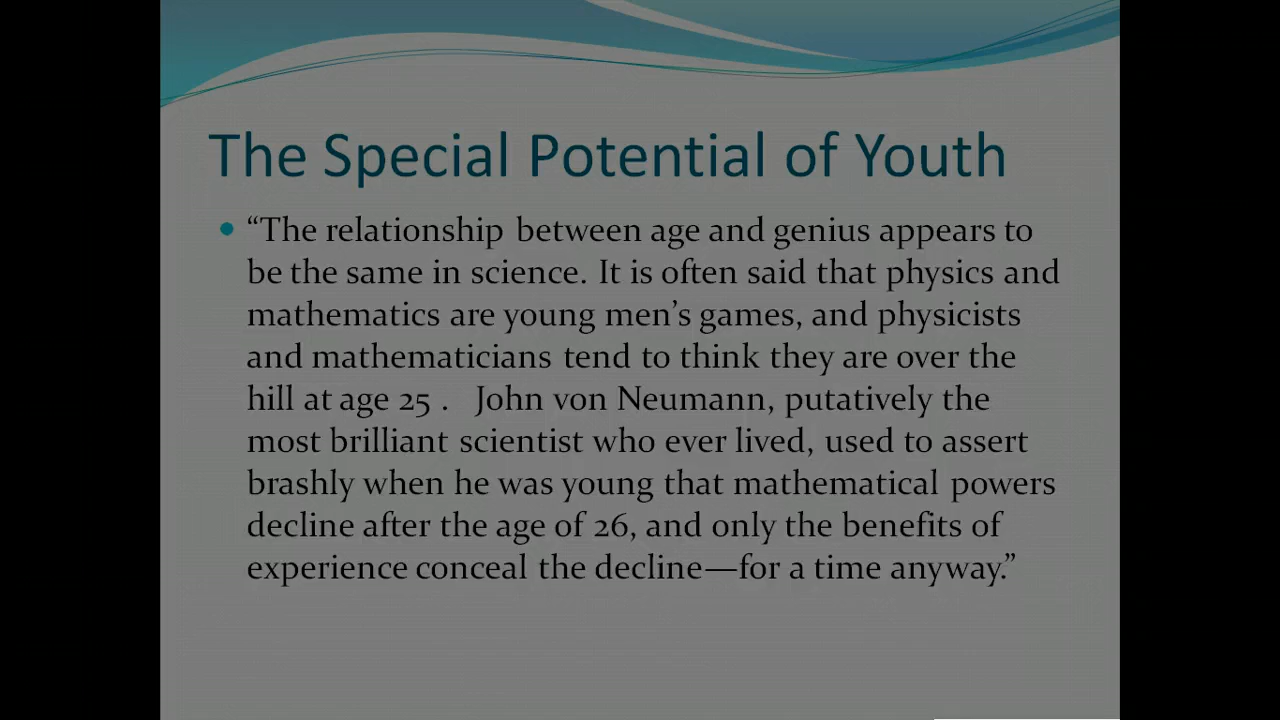 The Special Potential of Youth
• “The relationship between age and genius appears to
be the same in science. It is often said that physics and
mathematics are young men’s games, and physicists
and mathematicians tend to think they are over the
hill at age 25 .   John von Neumann, putatively the
most brilliant scientist who ever lived, used to assert
brashly when he was young that mathematical powers
decline after the age of 26, and only the benefits of
experience conceal the decline—for a time anyway.”